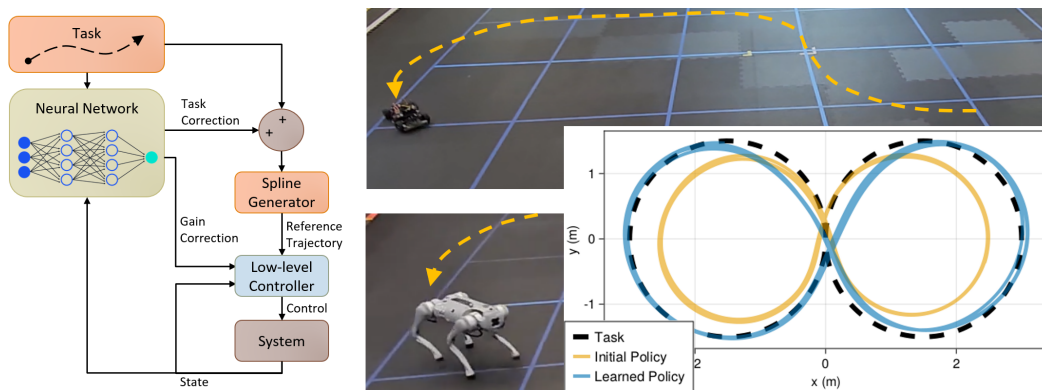 Task
Neural Network
Task
Correction
+
+
Spline
Generator
Gain
Correction
Reference
Trajectory
Low-level
Controller
Control
System
State
1
0
-1
y (m)
2
0
2
x (m)
Task
Initial Policy
Learned Policy